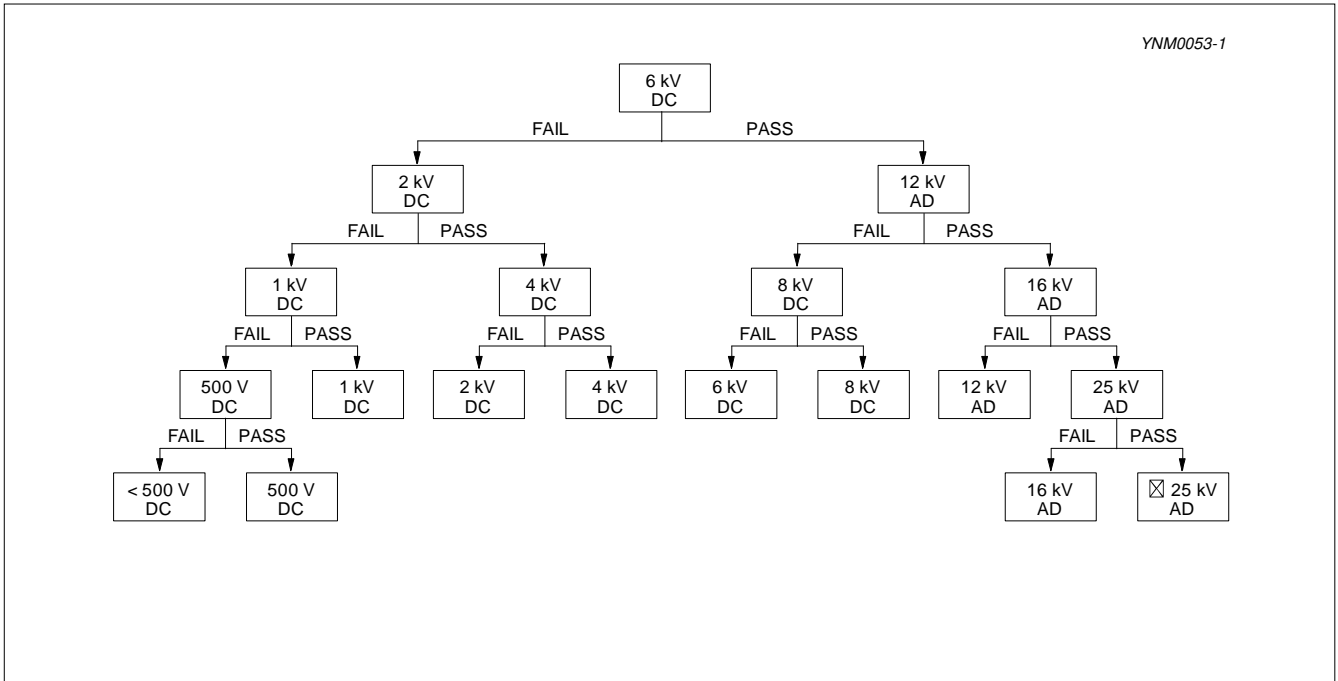 YNM0053-1
6 kV
DC
FAIL PASS
2 kV
DC
12 kV
AD
FAIL PASS
FAIL PASS
1 kV
DC
4 kV
DC
8 kV
DC
16 kV
AD
FAIL PASS
FAIL PASS
FAIL PASS
FAIL PASS
500 V
DC
1 kV
DC
2 kV
DC
4 kV
DC
6 kV
DC
8 kV
DC
12 kV
AD
25 kV
AD
FAIL PASS
FAIL PASS
< 500 V
DC
500 V
DC
16 kV
AD
☒ 25 kV
AD